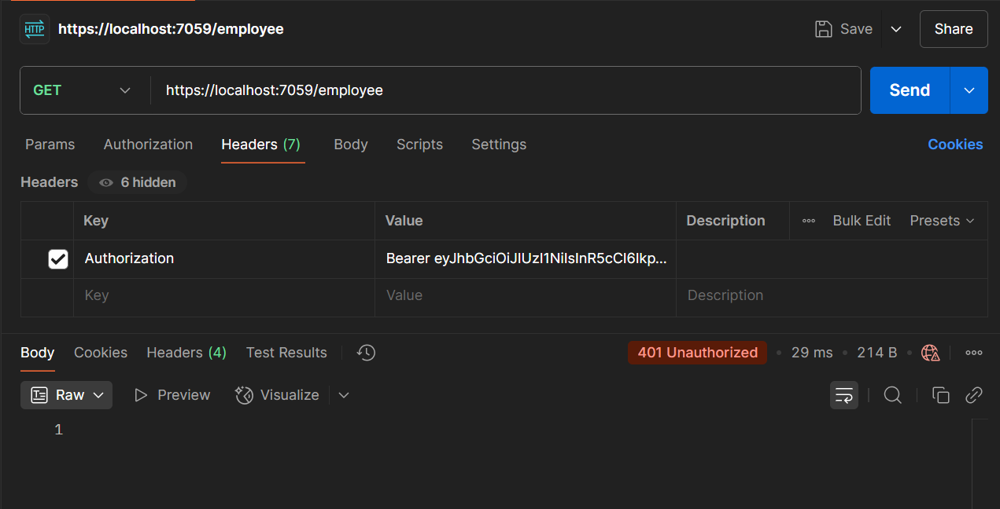 HTTP https://localhost:7059/employee Save Share
GET https://localhost:7059/employee Send
Params Authorization Headers (7) Body Scripts Settings Cookies
Headers 6 hidden
Key Value Description Bulk Edit Presets
Authorization Bearer eyJhbGciOiJIUzI1NiIsInR5cCI6Ikp...
Key Value Description
Body Cookies Headers (4) Test Results 401 Unauthorized 29 ms 214 B
Raw Preview Visualize
1